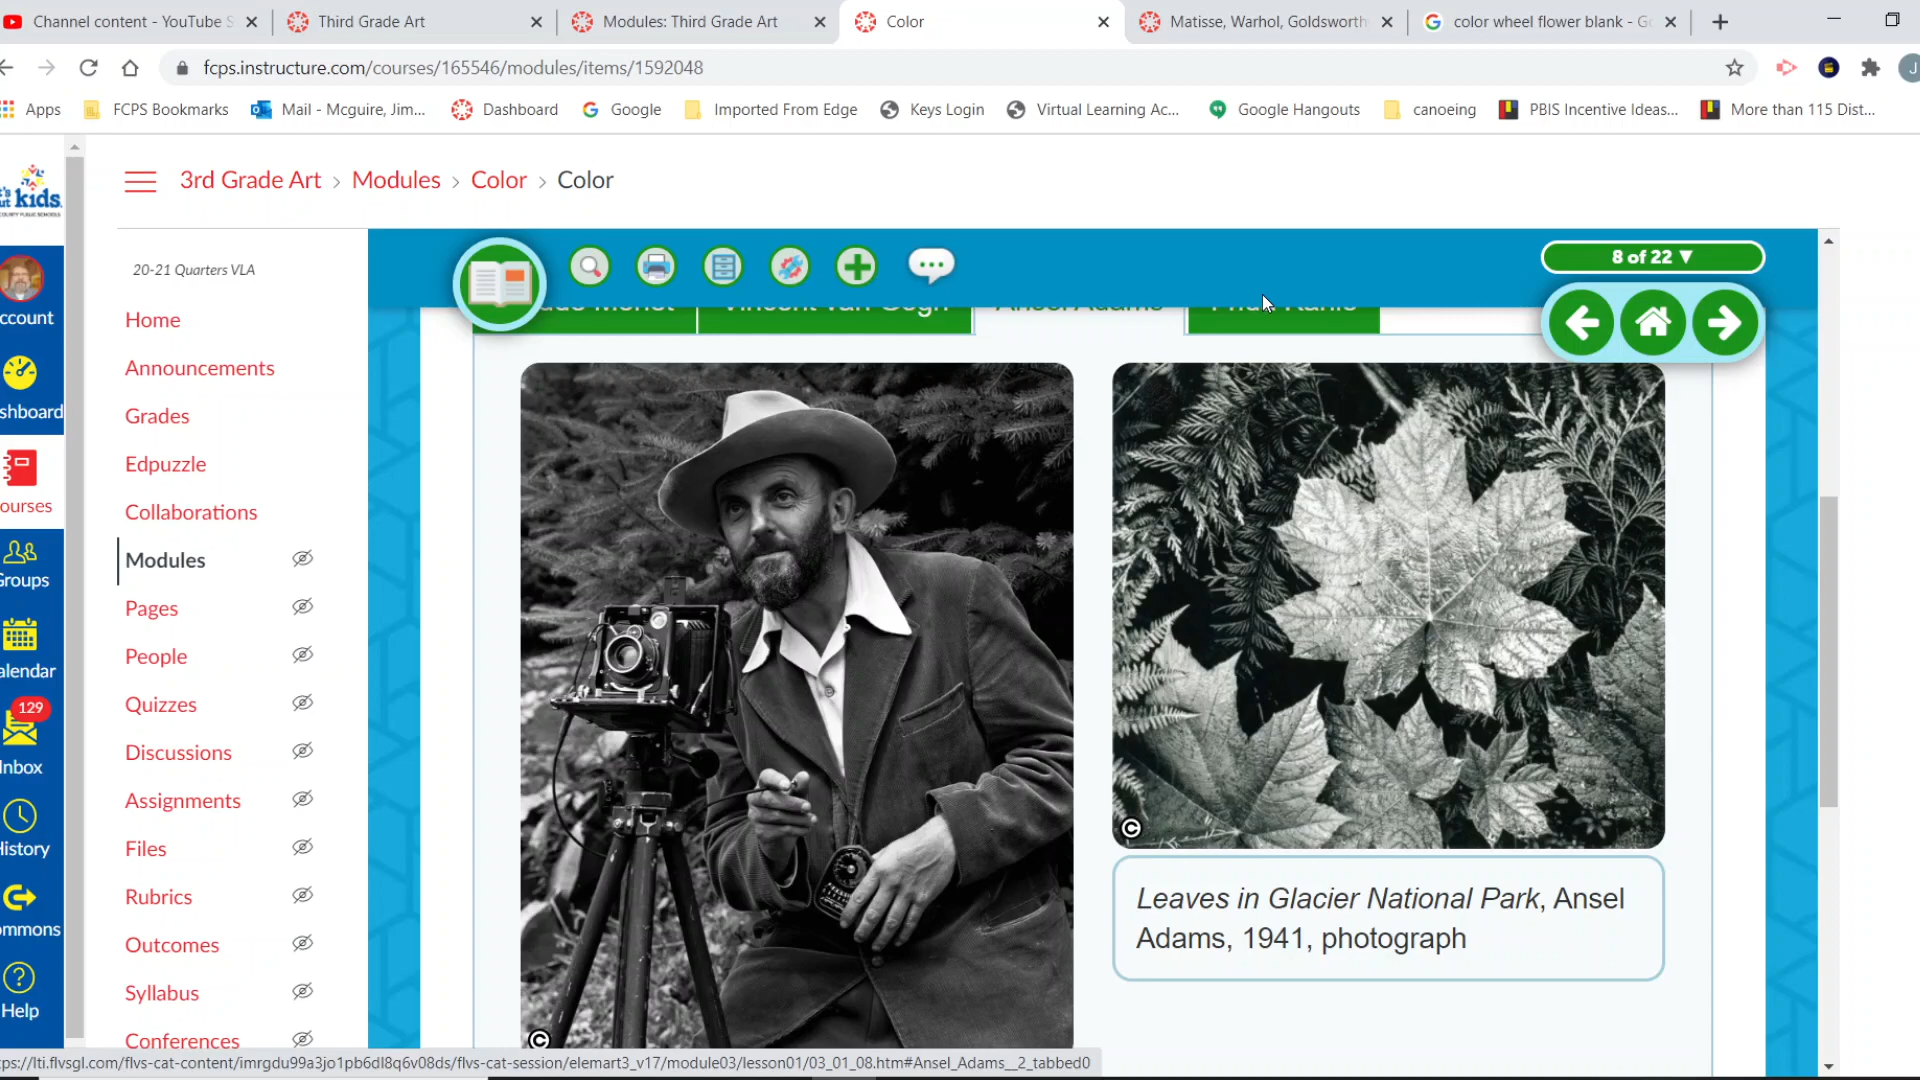 Channel content - YouTube S
Third Grade Art
Modules: Third Grade Art
Color
Matisse, Warhol, Goldsworth
color wheel flower blank - Go
fcps.instructure.com/courses/165546/modules/items/1592048
J
Apps
FCPS Bookmarks
Mail - Mcguire, Jim...
Dashboard
Google
Imported From Edge
Keys Login
Virtual Learning Ac...
Google Hangouts
canoeing
PBIS Incentive Ideas...
More than 115 Dist...
kids.
3rd Grade Art > Modules > Color > Color
20-21 Quarters VLA
8 of 22 ▼
Vincent van Gogh
Ansel Adams
ccount
shboard
ourses
Groups
alendar
129
Inbox
History
ommons
Help
Home
Announcements
Grades
Edpuzzle
Collaborations
Modules
Pages
People
Quizzes
Discussions
Assignments
Files
Rubrics
Outcomes
Syllabus
Conferences
©
©
Leaves in Glacier National Park, Ansel
Adams, 1941, photograph
ps://lti.flvsgl.com/flvs-cat-content/imrgdu99a3jo1pb6dl8q6v08ds/flvs-cat-session/elemart3_v17/module03/lesson01/03_01_08.htm#Ansel_Adams__2_tabbed0